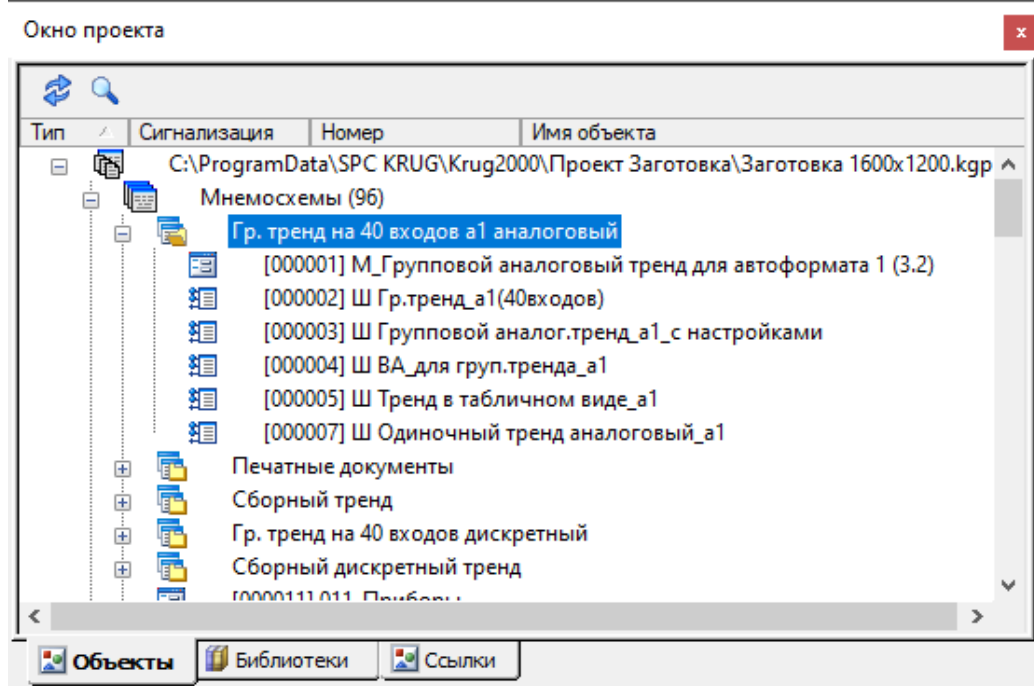 Окно проекта
x
Тип Сигнализация Номер Имя объекта
C:\ProgramData\SPC KRUG\Krug2000\Проект Заготовка\Заготовка 1600x1200.kgp
Мнемосхемы (96)
Гр. тренд на 40 входов а1 аналоговый
[000001] М_Групповой аналоговый тренд для автоформата 1 (3.2)
[000002] Ш Гр.тренд_а1(40входов)
[000003] Ш Групповой аналог.тренд_а1_с настройками
[000004] Ш ВА_для груп.тренда_а1
[000005] Ш Тренд в табличном виде_а1
[000007] Ш Одиночный тренд аналоговый_а1
Печатные документы
Сборный тренд
Гр. тренд на 40 входов дискретный
Сборный дискретный тренд
[000011] 011_Приборы
Объекты Библиотеки Ссылки